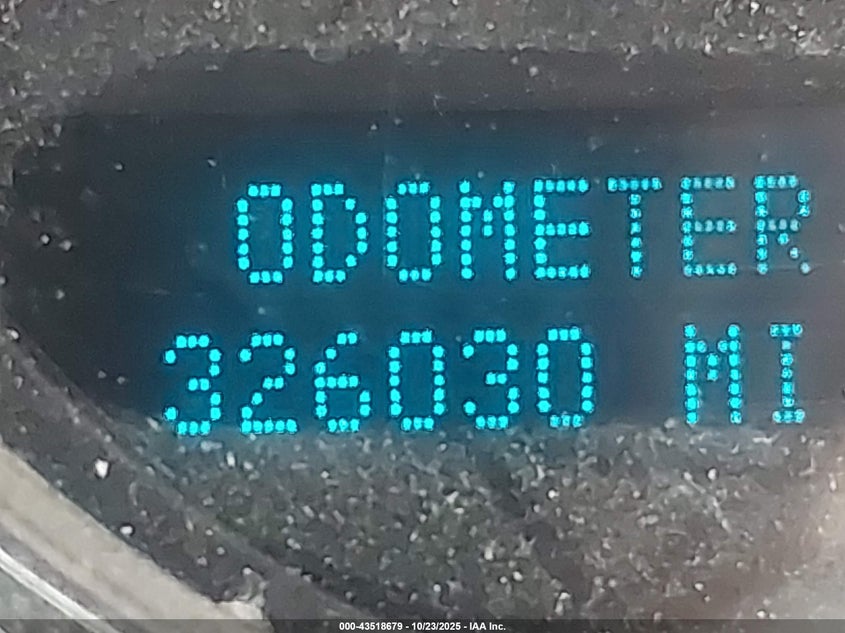 ODOMETER
326030 MI
000-43518679 - 10/23/2025 - IAA Inc.